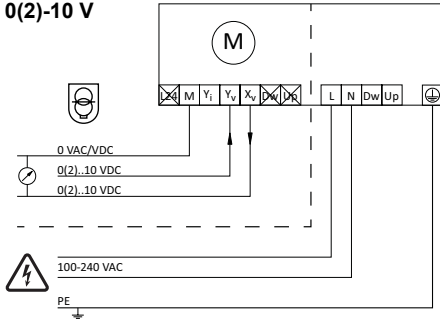 0(2)-10 V
M
L24 M Yi Yv Xv Dw Up L N Dw Up
0 VAC/VDC
0(2)..10 VDC
0(2)..10 VDC
100-240 VAC
PE